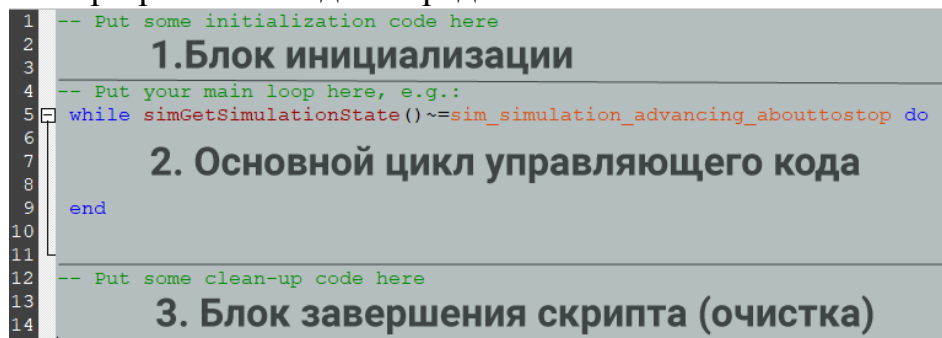 1 -- Put some initialization code here
2
1.Блок инициализации
3
4 -- Put your main loop here, e.g.:
5 while simGetSimulationState()~=sim_simulation_advancing_abouttostop do
6
7 2. Основной цикл управляющего кода
8
9 end
10
11
12 -- Put some clean-up code here
13 3. Блок завершения скрипта (очистка)
14